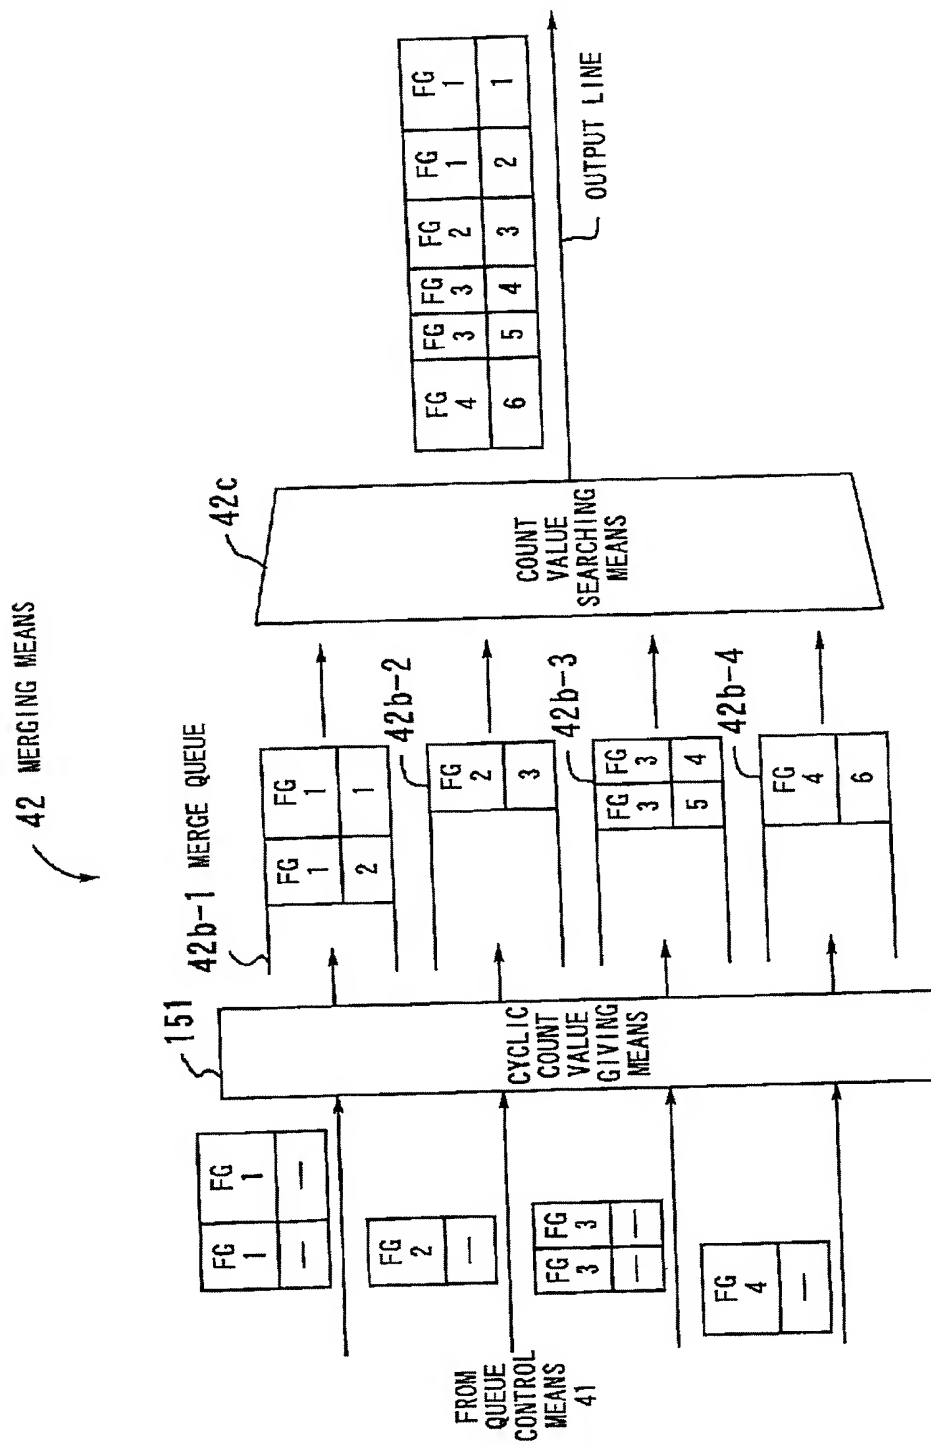 42 MERGING MEANS
FROM
QUEUE
CONTROL
MEANS
41
FG FG
1 1
— —
FG
2
—
FG FG
3 3
— —
FG
4
—
151
CYCLIC
COUNT
VALUE
GIVING
MEANS
42b-1 MERGE QUEUE
FG FG
1 1
2 1
42b-2
FG
2
3
42b-3
FG FG
3 3
5 4
42b-4
FG
4
6
42c
COUNT
VALUE
SEARCHING
MEANS
FG FG FG FG FG FG
4 3 3 2 1 1
6 5 4 3 2 1
OUTPUT LINE